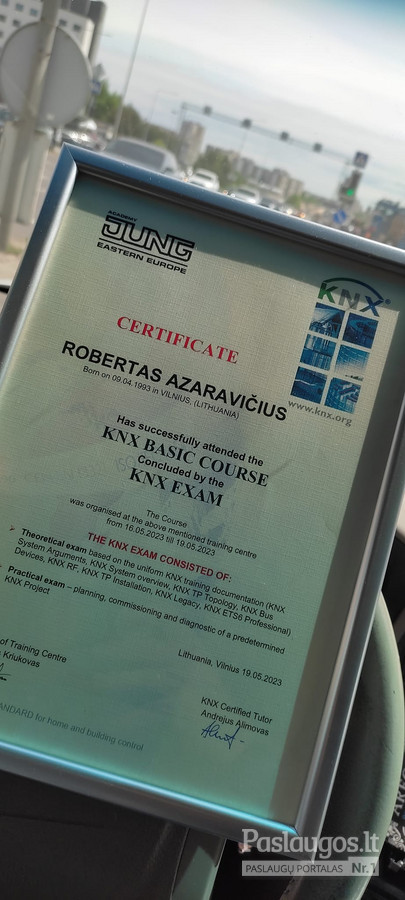 ACADEMY
JUNG
EASTERN EUROPE
KNX®
www.knx.org
CERTIFICATE
ROBERTAS AZARAVIČIUS
Born on 09.04.1993 in VILNIUS, (LITHUANIA)
Has successfully attended the
KNX BASIC COURSE
Concluded by the
KNX EXAM
The Course
was organised at the above mentioned training centre
from 16.05.2023 till 19.05.2023
THE KNX EXAM CONSISTED OF:
Theoretical exam based on the uniform KNX training documentation (KNX
System Arguments, KNX System overview, KNX TP Topology, KNX Bus
Devices, KNX RF, KNX TP Installation, KNX Legacy, KNX ETS6 Professional)
Practical exam – planning, commissioning and diagnostic of a predetermined
KNX Project
Lithuania, Vilnius 19.05.2023
of Training Centre
Kriukovas
KNX Certified Tutor
Andrejus Alimovas
STANDARD for home and building control
Paslaugos.lt
PASLAUGŲ PORTALAS Nr.1